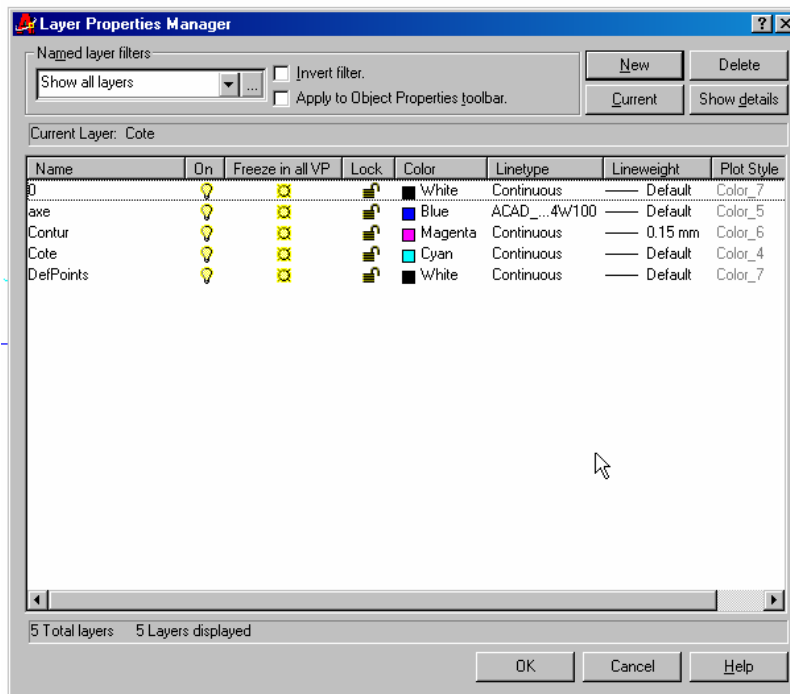 Layer Properties Manager
Named layer filters
Show all layers
...
Invert filter.
Apply to Object Properties toolbar.
New
Delete
Current
Show details
Current Layer: Cote
Name On Freeze in all VP Lock Color Linetype Lineweight Plot Style
0 White Continuous Default Color_7
axe Blue ACAD_...4W100 Default Color_5
Contur Magenta Continuous 0.15 mm Color_6
Cote Cyan Continuous Default Color_4
DefPoints White Continuous Default Color_7
5 Total layers 5 Layers displayed
OK Cancel Help